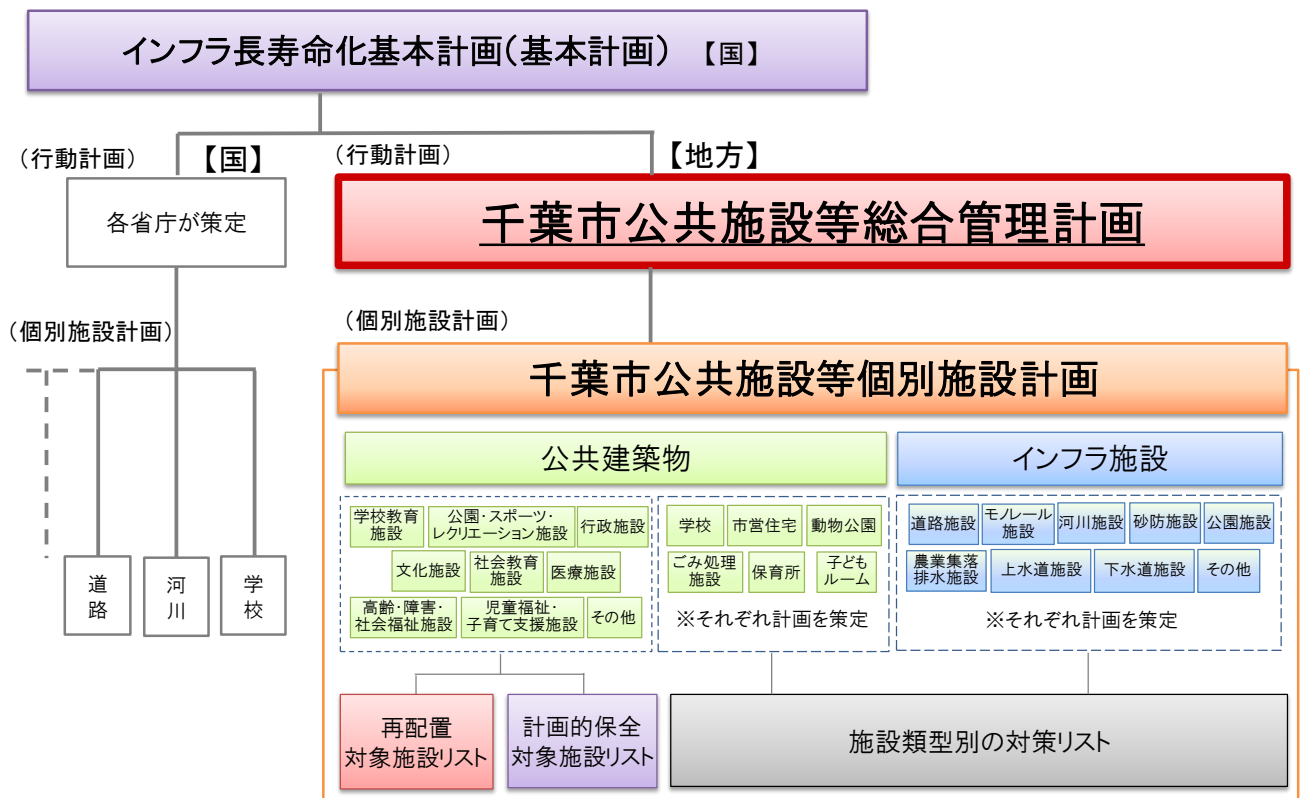 インフラ長寿命化基本計画(基本計画) 【国】
(行動計画)
【国】
(行動計画)
【地方】
各省庁が策定
千葉市公共施設等総合管理計画
(個別施設計画)
(個別施設計画)
千葉市公共施設等個別施設計画
道
路
河
川
学
校
公共建築物
インフラ施設
学校教育
施設
公園・スポーツ・
レクリエーション施設
行政施設
文化施設
社会教育
施設
医療施設
高齢・障害・
社会福祉施設
児童福祉・
子育て支援施設
その他
学校
市営住宅
動物公園
ごみ処理
施設
保育所
子ども
ルーム
※それぞれ計画を策定
道路施設
モノレール
施設
河川施設
砂防施設
公園施設
農業集落
排水施設
上水道施設
下水道施設
その他
※それぞれ計画を策定
再配置
対象施設リスト
計画的保全
対象施設リスト
施設類型別の対策リスト